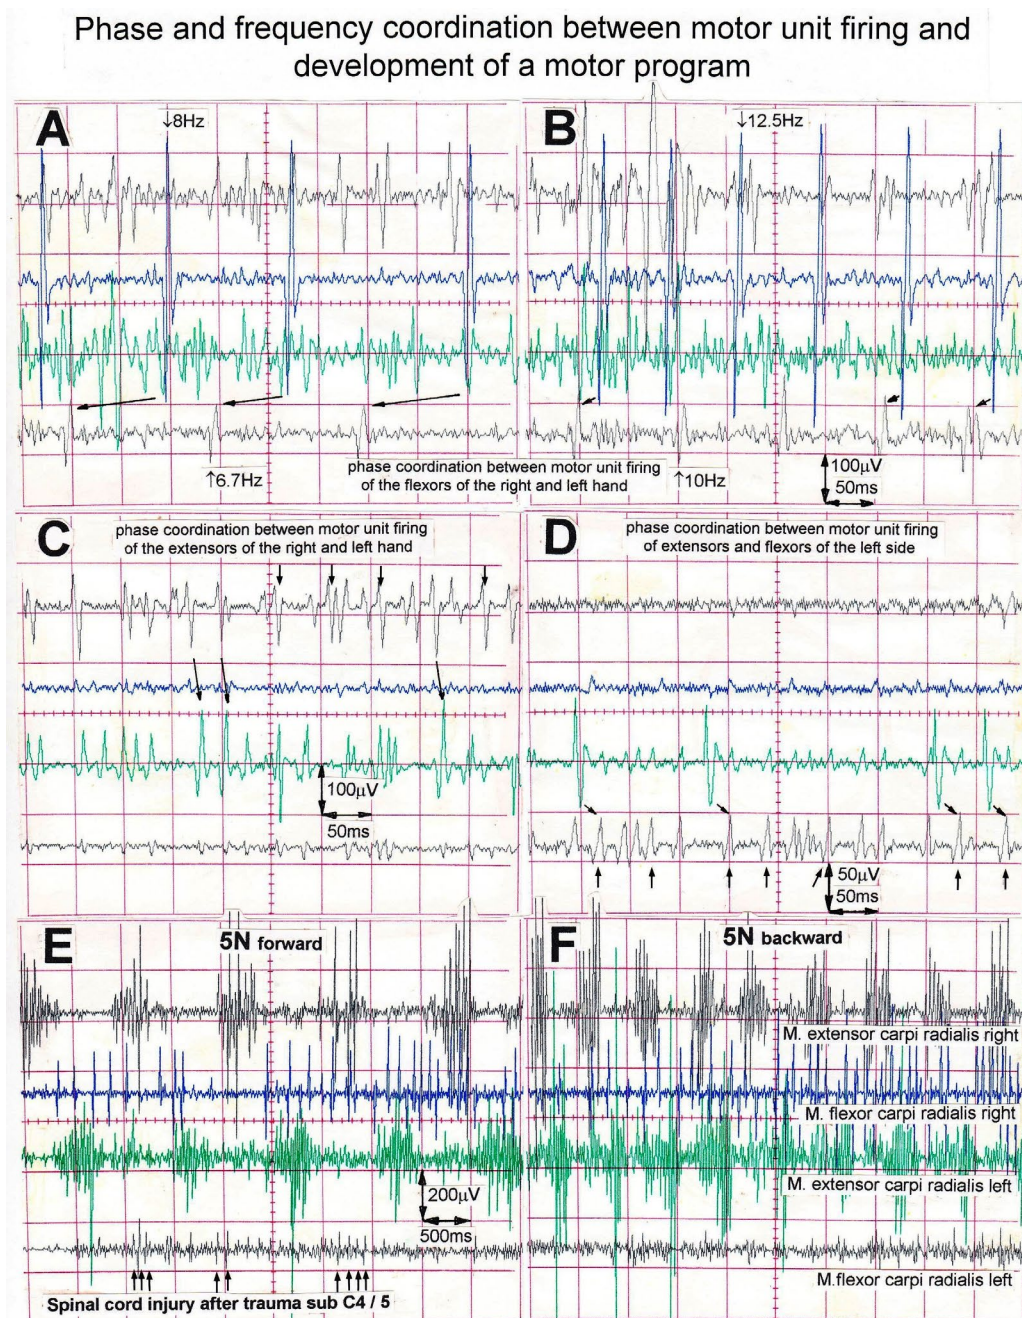 Phase and frequency coordination between motor unit firing and
development of a motor program
A
↓8Hz
B
↓12.5Hz
↑6.7Hz
phase coordination between motor unit firing
of the flexors of the right and left hand
↑10Hz
100µV
50ms
C
phase coordination between motor unit firing
of the extensors of the right and left hand
D
phase coordination between motor unit firing
of extensors and flexors of the left side
100µV
50ms
50µV
50ms
E
5N forward
F
5N backward
M. extensor carpi radialis right
M. flexor carpi radialis right
M. extensor carpi radialis left
200µV
500ms
M.flexor carpi radialis left
Spinal cord injury after trauma sub C4 / 5